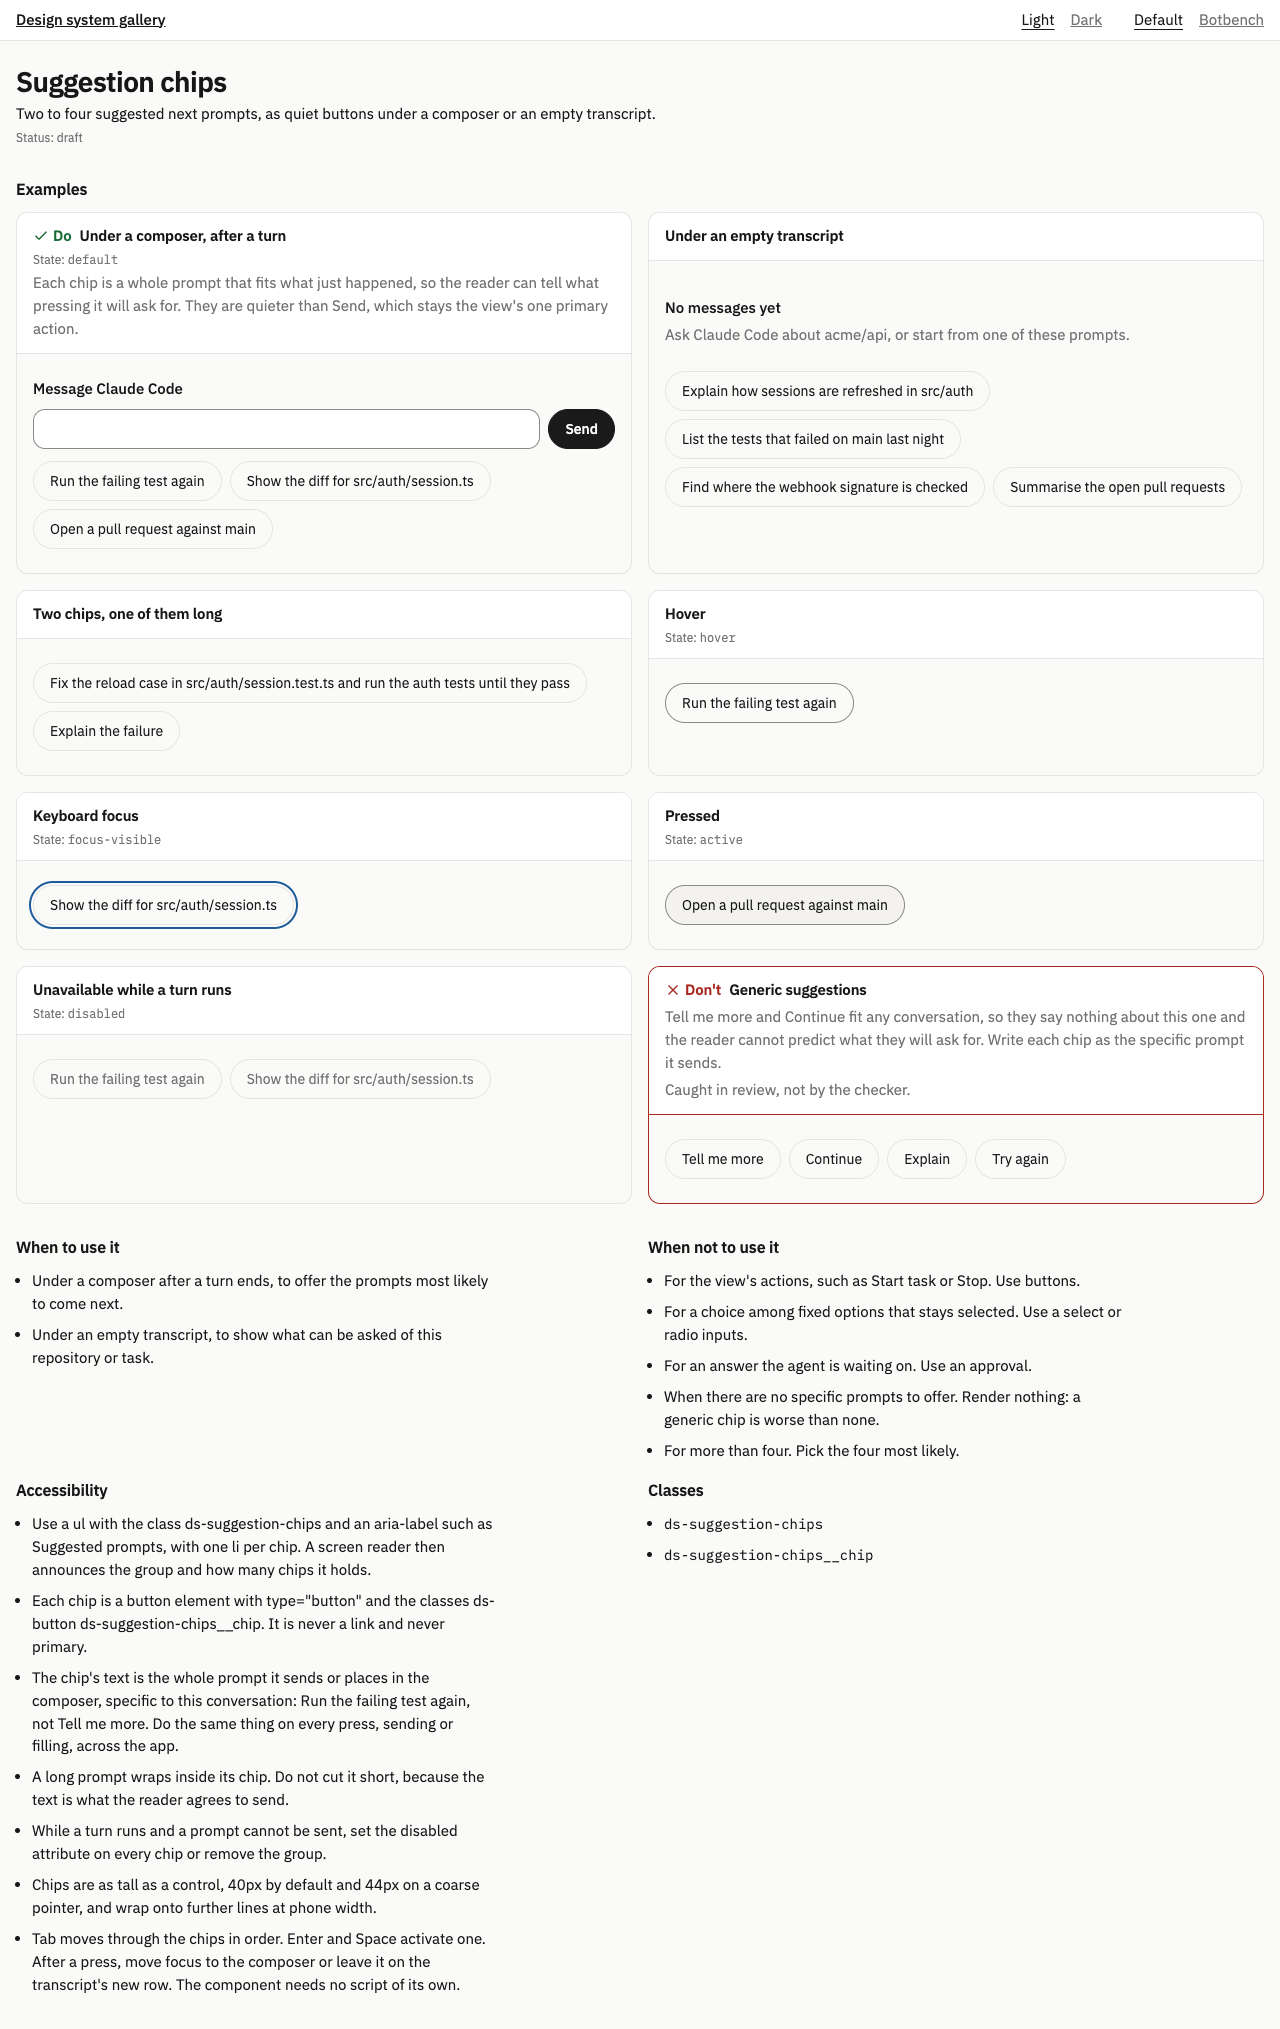 Design system gallery
Light Dark Default Botbench
Suggestion chips
Two to four suggested next prompts, as quiet buttons under a composer or an empty transcript.
Status: draft
Examples
Do Under a composer, after a turn
State: default
Each chip is a whole prompt that fits what just happened, so the reader can tell what
pressing it will ask for. They are quieter than Send, which stays the view's one primary
action.
Message Claude Code
Send
Run the failing test again
Show the diff for src/auth/session.ts
Open a pull request against main
Under an empty transcript
No messages yet
Ask Claude Code about acme/api, or start from one of these prompts.
Explain how sessions are refreshed in src/auth
List the tests that failed on main last night
Find where the webhook signature is checked
Summarise the open pull requests
Two chips, one of them long
Fix the reload case in src/auth/session.test.ts and run the auth tests until they pass
Explain the failure
Hover
State: hover
Run the failing test again
Keyboard focus
State: focus-visible
Show the diff for src/auth/session.ts
Pressed
State: active
Open a pull request against main
Unavailable while a turn runs
State: disabled
Run the failing test again
Show the diff for src/auth/session.ts
Don't Generic suggestions
Tell me more and Continue fit any conversation, so they say nothing about this one and
the reader cannot predict what they will ask for. Write each chip as the specific prompt
it sends.
Caught in review, not by the checker.
Tell me more
Continue
Explain
Try again
When to use it
• Under a composer after a turn ends, to offer the prompts most likely
to come next.
• Under an empty transcript, to show what can be asked of this
repository or task.
When not to use it
• For the view's actions, such as Start task or Stop. Use buttons.
• For a choice among fixed options that stays selected. Use a select or
radio inputs.
• For an answer the agent is waiting on. Use an approval.
• When there are no specific prompts to offer. Render nothing: a
generic chip is worse than none.
• For more than four. Pick the four most likely.
Accessibility
• Use a ul with the class ds-suggestion-chips and an aria-label such as
Suggested prompts, with one li per chip. A screen reader then
announces the group and how many chips it holds.
• Each chip is a button element with type="button" and the classes ds-
button ds-suggestion-chips__chip. It is never a link and never
primary.
• The chip's text is the whole prompt it sends or places in the
composer, specific to this conversation: Run the failing test again,
not Tell me more. Do the same thing on every press, sending or
filling, across the app.
• A long prompt wraps inside its chip. Do not cut it short, because the
text is what the reader agrees to send.
• While a turn runs and a prompt cannot be sent, set the disabled
attribute on every chip or remove the group.
• Chips are as tall as a control, 40px by default and 44px on a coarse
pointer, and wrap onto further lines at phone width.
• Tab moves through the chips in order. Enter and Space activate one.
After a press, move focus to the composer or leave it on the
transcript's new row. The component needs no script of its own.
Classes
• ds-suggestion-chips
• ds-suggestion-chips__chip